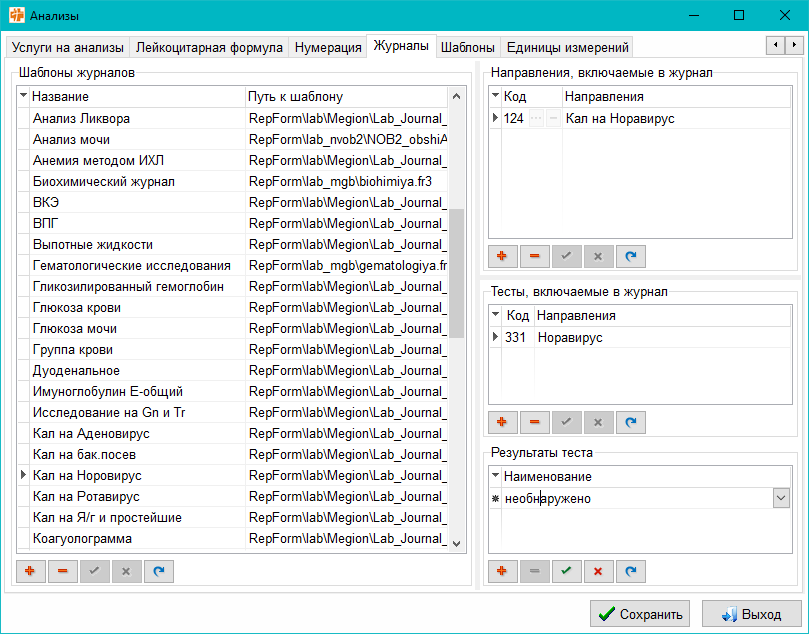 Анализы
Услуги на анализы Лейкоцитарная формула Нумерация Журналы Шаблоны Единицы измерений
Шаблоны журналов
Название Путь к шаблону
Анализ Ликвора RepForm\lab\Megion\Lab_Journal_
Анализ мочи RepForm\lab_nvob2\NOB2_obshiA
Анемия методом ИХЛ RepForm\lab\Megion\Lab_Journal_
Биохимический журнал RepForm\lab_mgb\biohimiya.fr3
ВКЭ RepForm\lab\Megion\Lab_Journal_
ВПГ RepForm\lab\Megion\Lab_Journal_
Выпотные жидкости RepForm\lab\Megion\Lab_Journal_
Гематологические исследования RepForm\lab_mgb\gematologiya.fr
Гликозилированный гемоглобин RepForm\lab\Megion\Lab_Journal_
Глюкоза крови RepForm\lab\Megion\Lab_Journal_
Глюкоза мочи RepForm\lab\Megion\Lab_Journal_
Группа крови RepForm\lab\Megion\Lab_Journal_
Дуоденальное RepForm\lab\Megion\Lab_Journal_
Имуноглобулин Е-общий RepForm\lab\Megion\Lab_Journal_
Исследование на Gn и Tr RepForm\lab\Megion\Lab_Journal_
Кал на Аденовирус RepForm\lab\Megion\Lab_Journal_
Кал на бак.посев RepForm\lab\Megion\Lab_Journal_
Кал на Норовирус RepForm\lab\Megion\Lab_Journal_
Кал на Ротавирус RepForm\lab\Megion\Lab_Journal_
Кал на Я/г и простейшие RepForm\lab\Megion\Lab_Journal_
Коагуолограмма RepForm\lab\Megion\Lab_Journal_
Направления, включаемые в журнал
Код Направления
124 Кал на Норавирус
Тесты, включаемые в журнал
Код Направления
331 Норавирус
Результаты теста
Наименование
необнаружено
Сохранить Выход